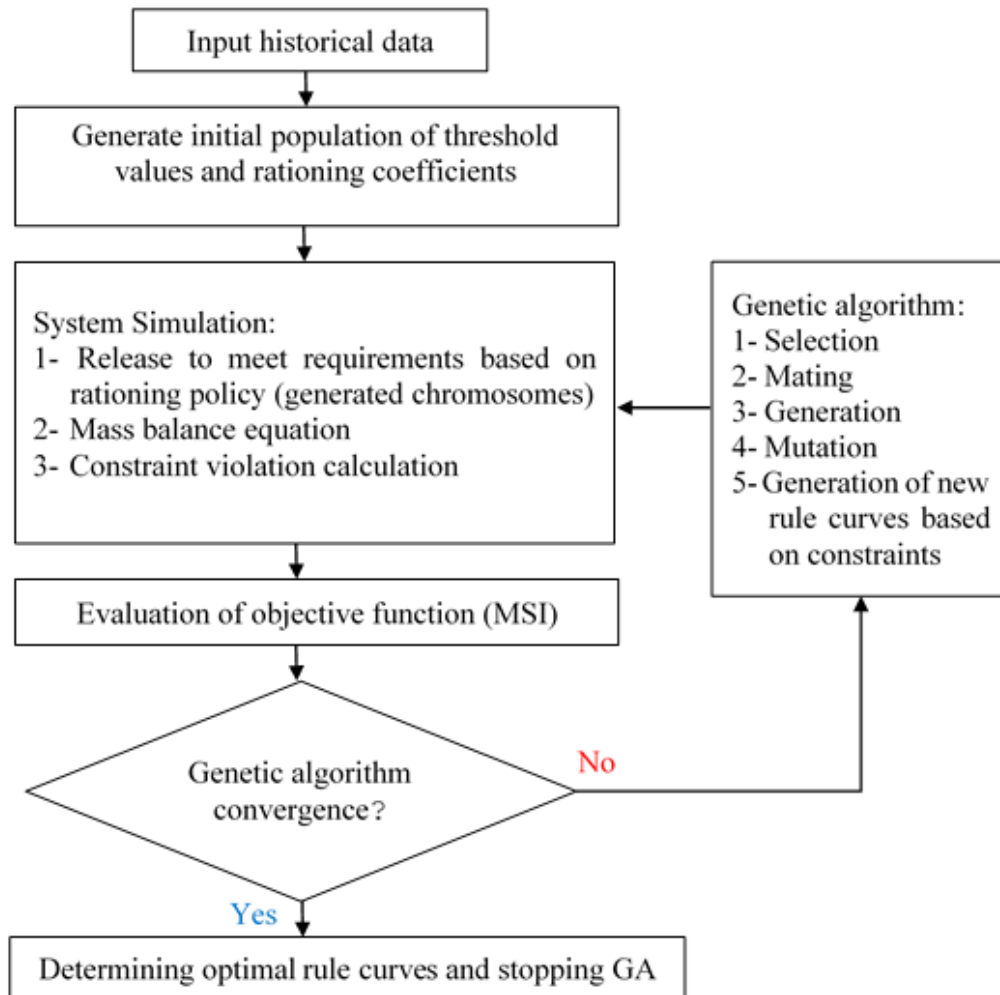 Input historical data
Generate initial population of threshold
values and rationing coefficients
System Simulation:
1- Release to meet requirements based on
rationing policy (generated chromosomes)
2- Mass balance equation
3- Constraint violation calculation
Genetic algorithm:
1- Selection
2- Mating
3- Generation
4- Mutation
5- Generation of new
rule curves based
on constraints
Evaluation of objective function (MSI)
Genetic algorithm
convergence?
No
Yes
Determining optimal rule curves and stopping GA